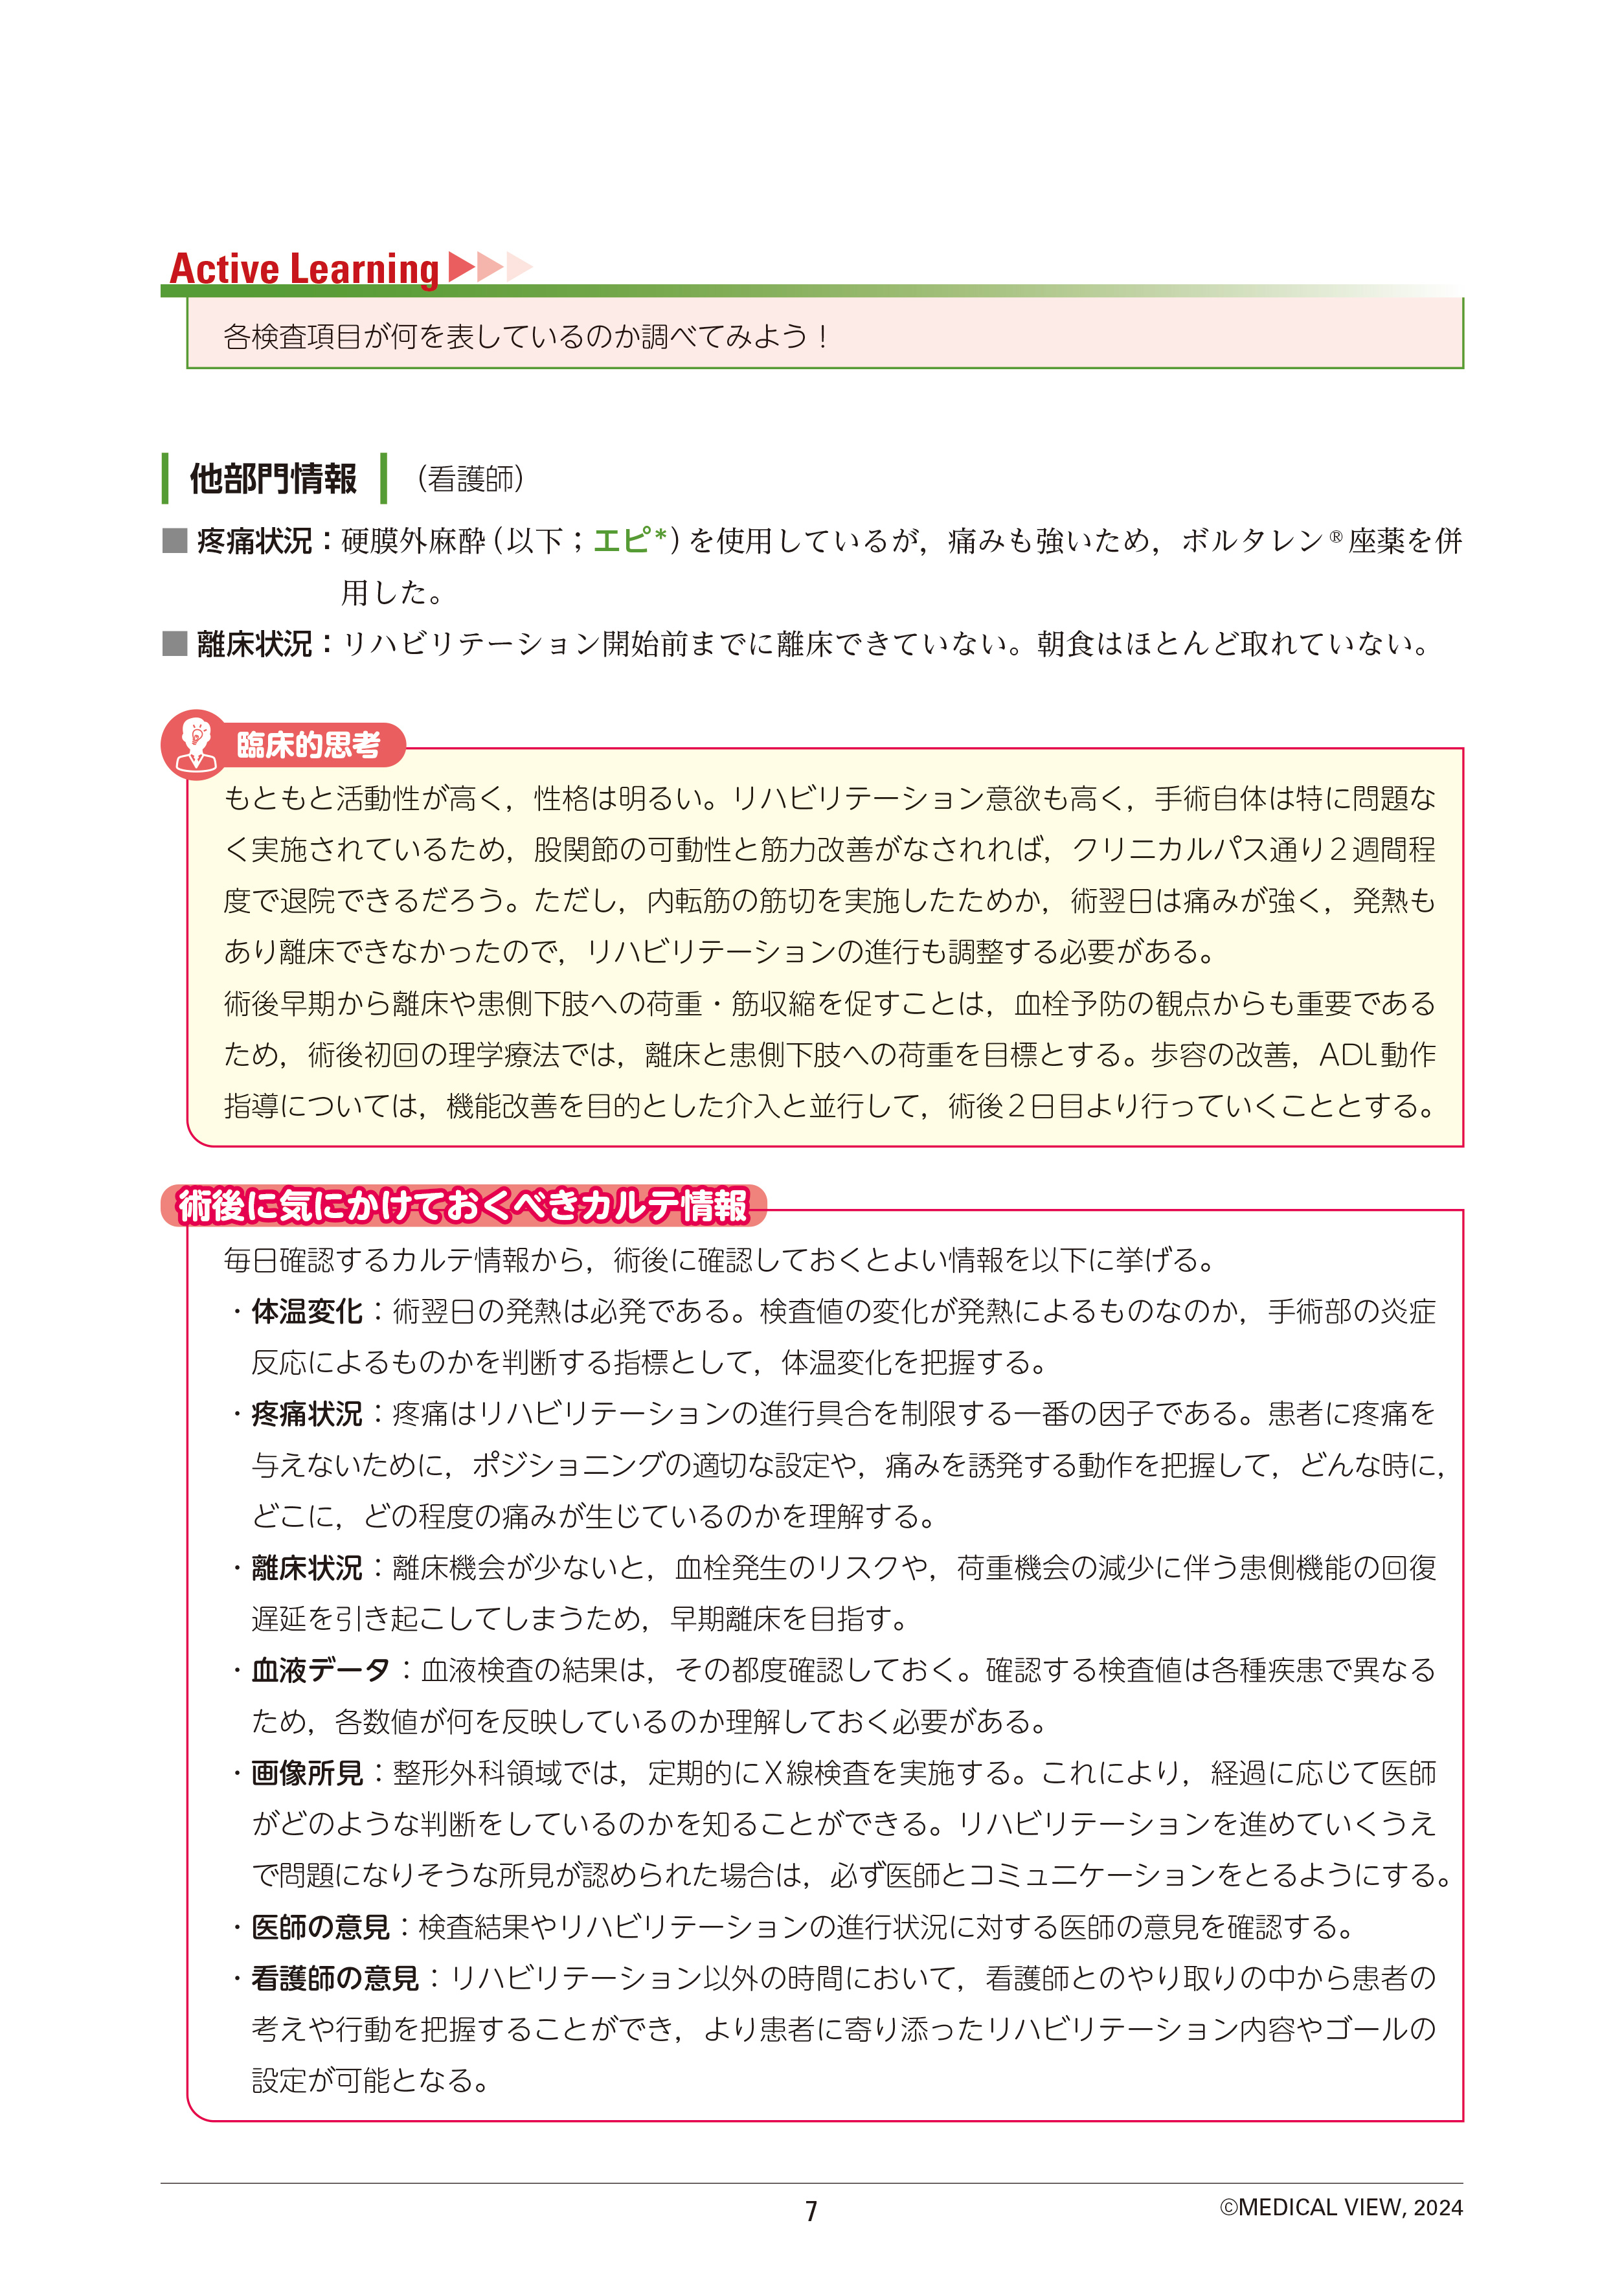 Active Learning
各検査項目が何を表しているのか調べてみよう！
他部門情報 （看護師）
■ 疼痛状況：硬膜外麻酔（以下；エピ*）を使用しているが，痛みも強いため，ボルタレン®座薬を併
用した。
■ 離床状況：リハビリテーション開始前までに離床できていない。朝食はほとんど取れていない。
臨床的思考
もともと活動性が高く，性格は明るい。リハビリテーション意欲も高く，手術自体は特に問題な
く実施されているため，股関節の可動性と筋力改善がなされれば，クリニカルパス通り2週間程
度で退院できるだろう。ただし，内転筋の筋切を実施したためか，術翌日は痛みが強く，発熱も
あり離床できなかったので，リハビリテーションの進行も調整する必要がある。
術後早期から離床や患側下肢への荷重・筋収縮を促すことは，血栓予防の観点からも重要である
ため，術後初回の理学療法では，離床と患側下肢への荷重を目標とする。歩容の改善，ADL動作
指導については，機能改善を目的とした介入と並行して，術後2日目より行っていくこととする。
術後に気にかけておくべきカルテ情報
毎日確認するカルテ情報から，術後に確認しておくとよい情報を以下に挙げる。
・体温変化：術翌日の発熱は必発である。検査値の変化が発熱によるものなのか，手術部の炎症
反応によるものかを判断する指標として，体温変化を把握する。
・疼痛状況：疼痛はリハビリテーションの進行具合を制限する一番の因子である。患者に疼痛を
与えないために，ポジショニングの適切な設定や，痛みを誘発する動作を把握して，どんな時に，
どこに，どの程度の痛みが生じているのかを理解する。
・離床状況：離床機会が少ないと，血栓発生のリスクや，荷重機会の減少に伴う患側機能の回復
遅延を引き起こしてしまうため，早期離床を目指す。
・血液データ：血液検査の結果は，その都度確認しておく。確認する検査値は各種疾患で異なる
ため，各数値が何を反映しているのか理解しておく必要がある。
・画像所見：整形外科領域では，定期的にX線検査を実施する。これにより，経過に応じて医師
がどのような判断をしているのかを知ることができる。リハビリテーションを進めていくうえ
で問題になりそうな所見が認められた場合は，必ず医師とコミュニケーションをとるようにする。
・医師の意見：検査結果やリハビリテーションの進行状況に対する医師の意見を確認する。
・看護師の意見：リハビリテーション以外の時間において，看護師とのやり取りの中から患者の
考えや行動を把握することができ，より患者に寄り添ったリハビリテーション内容やゴールの
設定が可能となる。
7
©MEDICAL VIEW, 2024